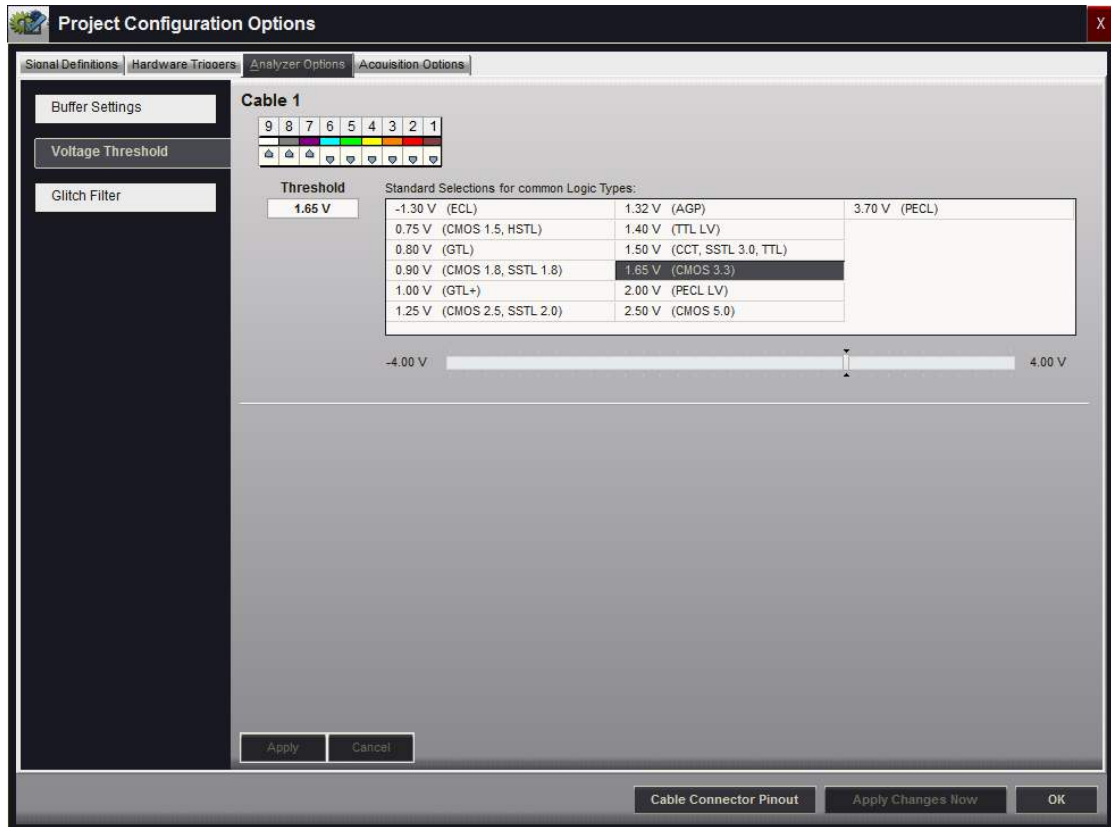 Project Configuration Options
X
Signal Definitions Hardware Triggers Analyzer Options Acquisition Options
Buffer Settings
Voltage Threshold
Glitch Filter
Cable 1
9 8 7 6 5 4 3 2 1
Threshold
1.65 V
Standard Selections for common Logic Types:
-1.30 V (ECL) 1.32 V (AGP) 3.70 V (PECL)
0.75 V (CMOS 1.5, HSTL) 1.40 V (TTL LV)
0.80 V (GTL) 1.50 V (CCT, SSTL 3.0, TTL)
0.90 V (CMOS 1.8, SSTL 1.8) 1.65 V (CMOS 3.3)
1.00 V (GTL+) 2.00 V (PECL LV)
1.25 V (CMOS 2.5, SSTL 2.0) 2.50 V (CMOS 5.0)
-4.00 V 4.00 V
Apply Cancel
Cable Connector Pinout Apply Changes Now OK